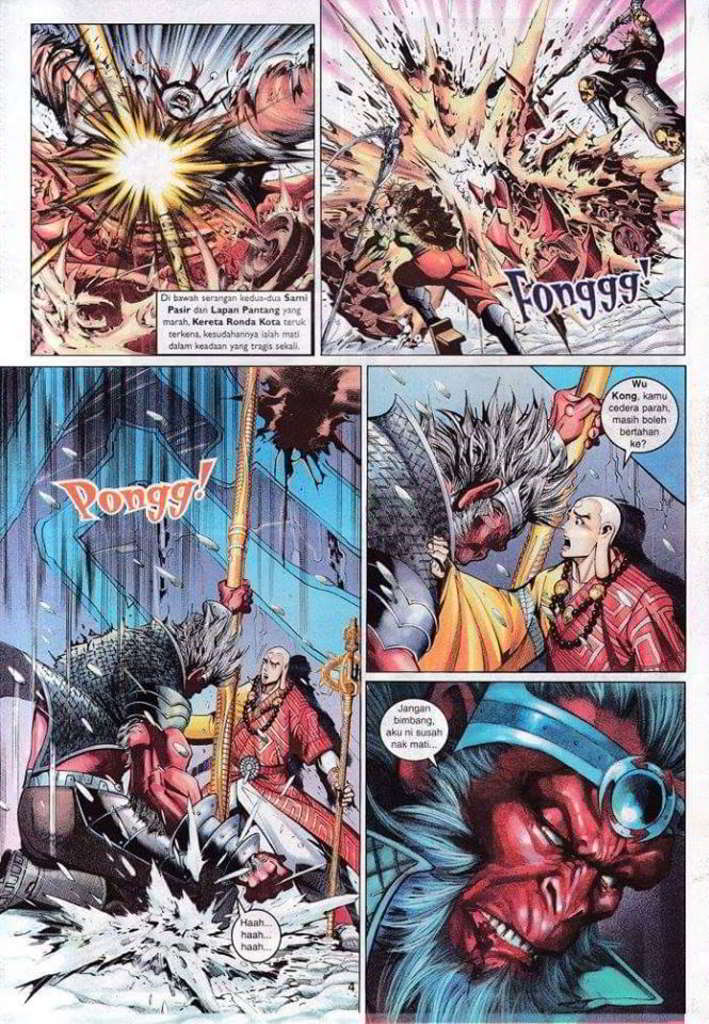 Di bawah serangan kedua-dua Sami
Pasir dan Lapan Pantang yang
marah, Kereta Ronda Kota teruk
terkena, kesudahannya ialah mati
dalam keadaan yang tragis sekali.
Fonggg!
Pongg!
Haah...
haah...
haah...
4
Wu
Kong, kamu
cedera parah,
masih boleh
bertahan
ke?
Jangan
bimbang,
aku ni susah
nak mati...